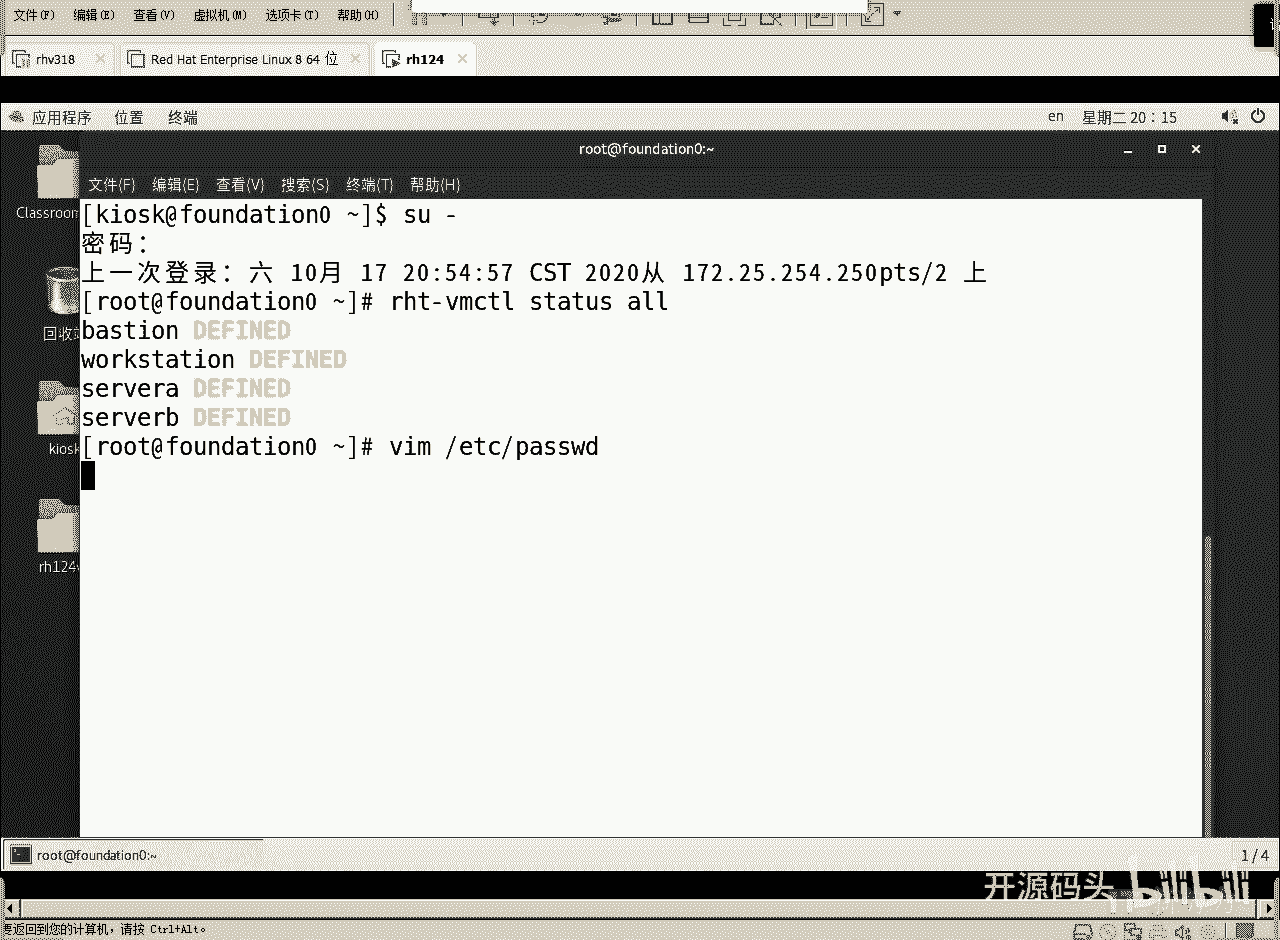 文件(F) 编辑(E) 查看(V) 虚拟机(M) 选项卡(T) 帮助(H)
rhv318 Red Hat Enterprise Linux 8 64 位 rh124
应用程序 位置 终端 en 星期二 20：15
root@foundation0:~
文件(F) 编辑(E) 查看(V) 搜索(S) 终端(T) 帮助(H)
Classroom
回收
kiosk
rh124
[kiosk@foundation0 ~]$ su -
密码：
上一次登录：六 10月 17 20:54:57 CST 2020从 172.25.254.250pts/2 上
[root@foundation0 ~]# rht-vmctl status all
bastion DEFINED
workstation DEFINED
servera DEFINED
serverb DEFINED
[root@foundation0 ~]# vim /etc/passwd
root@foundation0:~ 1 / 4
开源码头 bilibili
要返回到您的计算机，请按 Ctrl+Alt。